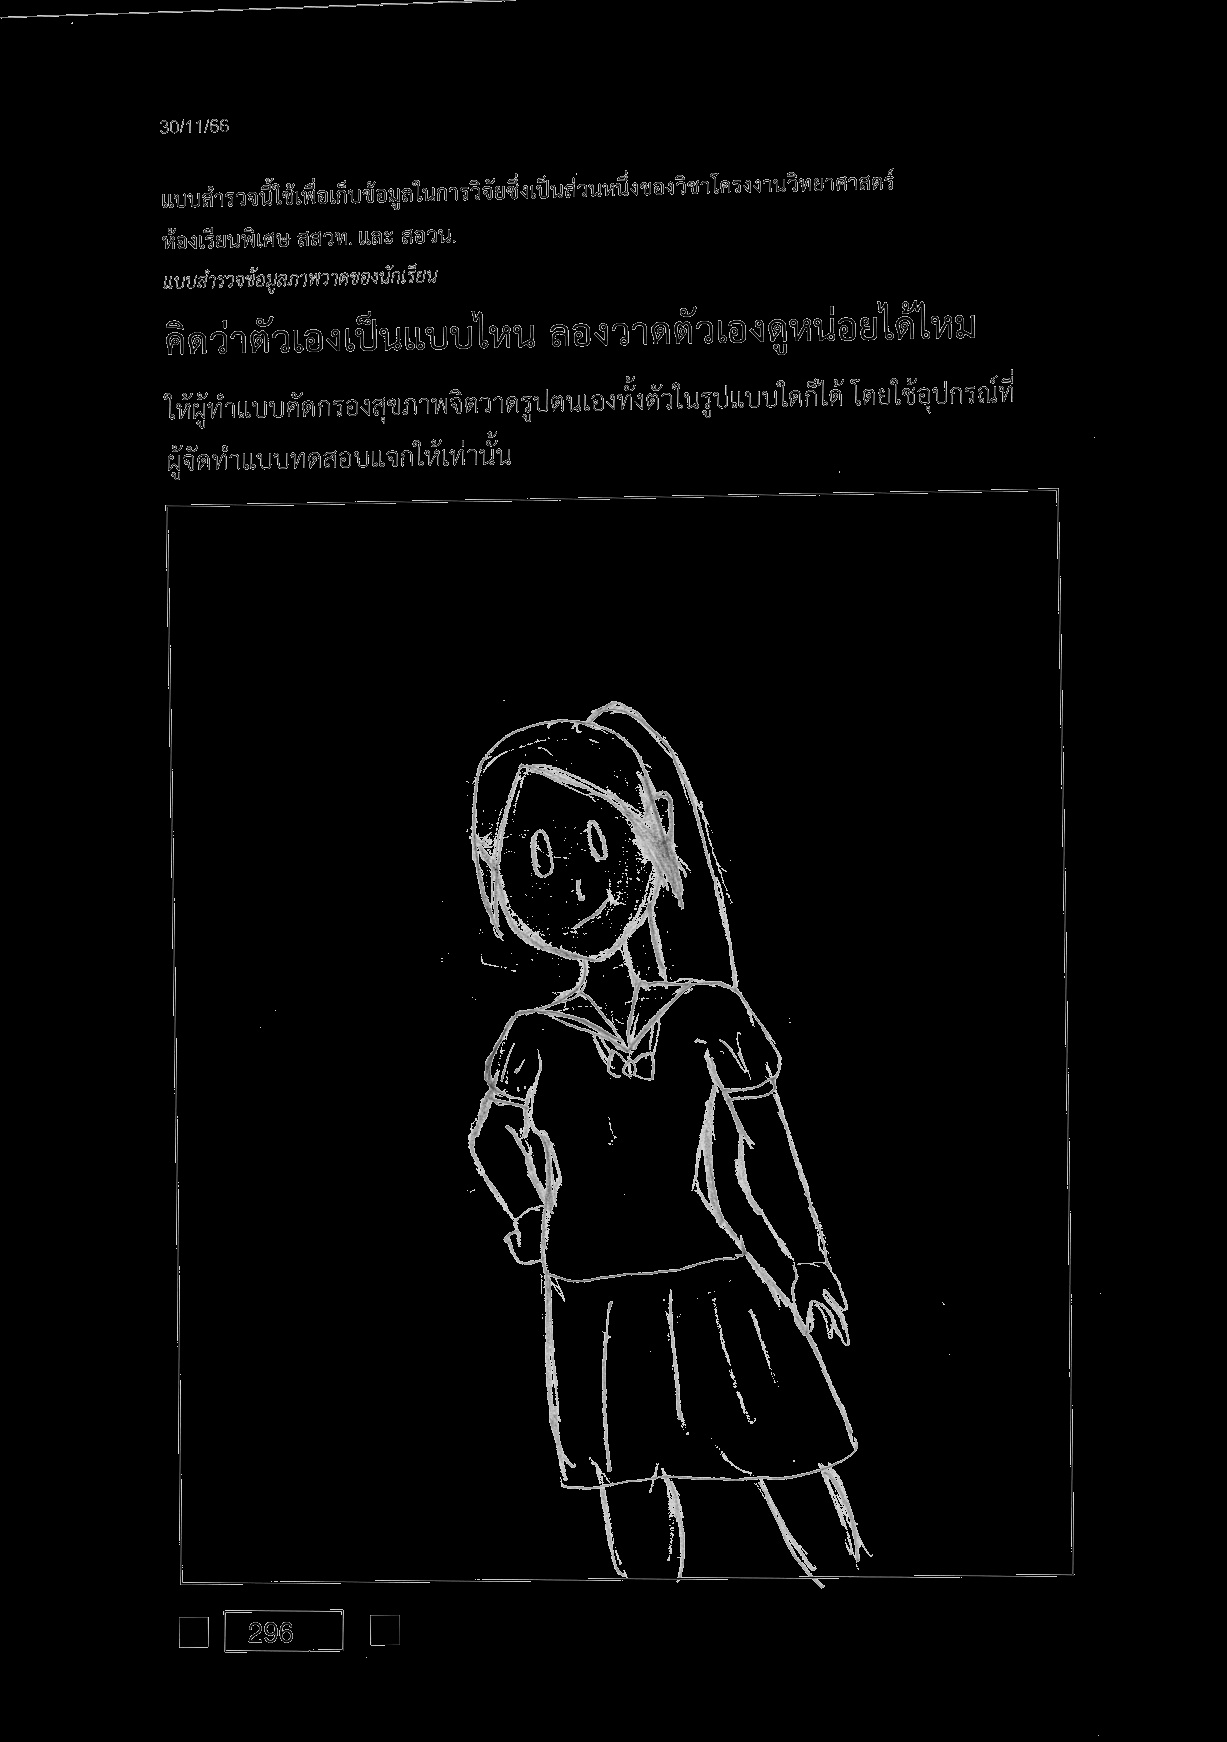 30/11/66
แบบสำรวจนี้ใช้เพื่อเก็บข้อมูลในการวิจัยซึ่งเป็นส่วนหนึ่งของวิชาโครงงานวิทยาศาสตร์
ห้องเรียนพิเศษ สสวท. และ สอวน.
แบบสำรวจข้อมูลภาพวาดของนักเรียน
คิดว่าตัวเองเป็นแบบไหน ลองวาดตัวเองดูหน่อยได้ไหม
ให้ผู้ทำแบบคัดกรองสุขภาพจิตวาดรูปตนเองทั้งตัวในรูปแบบใดก็ได้ โดยใช้อุปกรณ์ที่
ผู้จัดทำแบบทดสอบแจกให้เท่านั้น
296